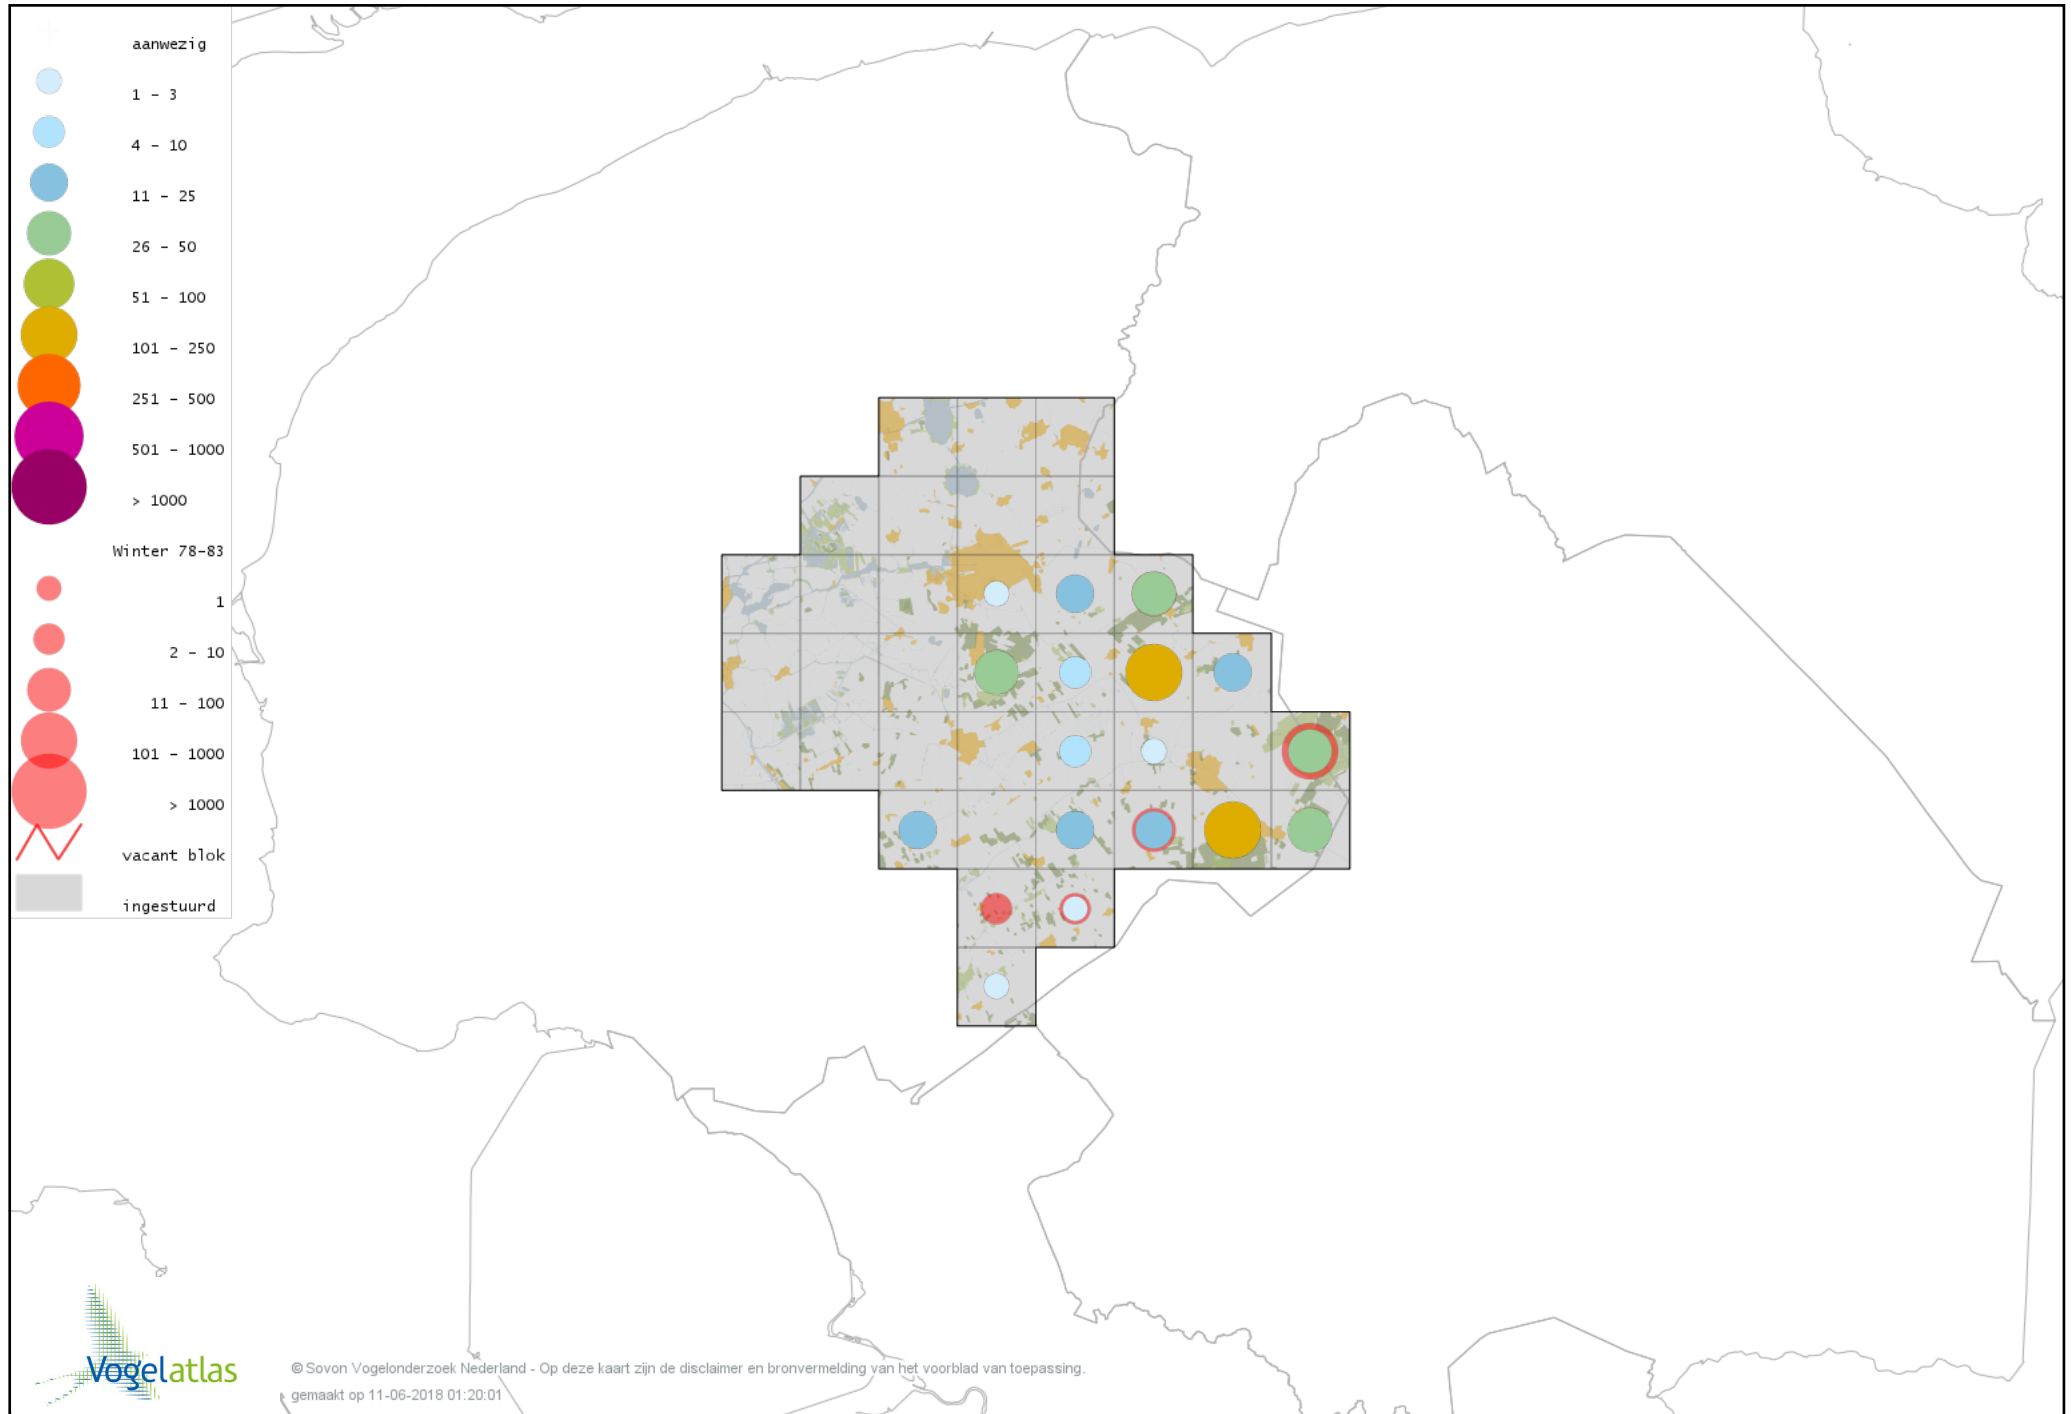 aanwezig
1 - 3
4 - 10
11 - 25
26 - 50
51 - 100
101 - 250
251 - 500
501 - 1000
> 1000
Winter 78-83
1
2 - 10
11 - 100
101 - 1000
> 1000
vacant blok
ingestuurd
Vogelatlas
© Sovon Vogelonderzoek Nederland - Op deze kaart zijn de disclaimer en bronvermelding van het voorblad van toepassing.
gemaakt op 11-06-2018 01:20:01